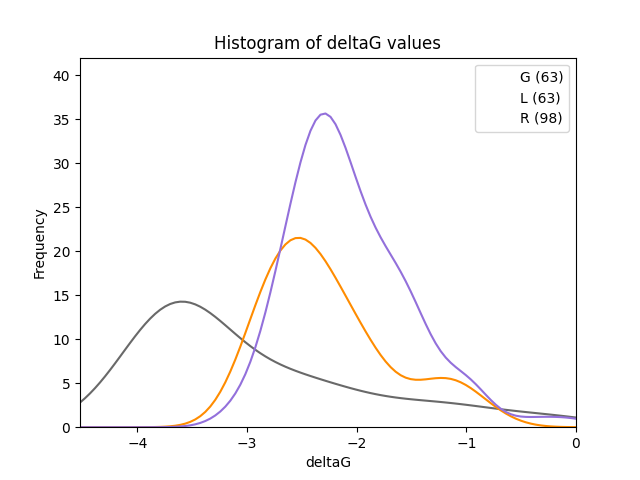 Histogram of deltaG values
G (63)
L (63)
R (98)
Frequency
40
35
30
25
20
15
10
5
0
−4
−3
−2
−1
0
deltaG